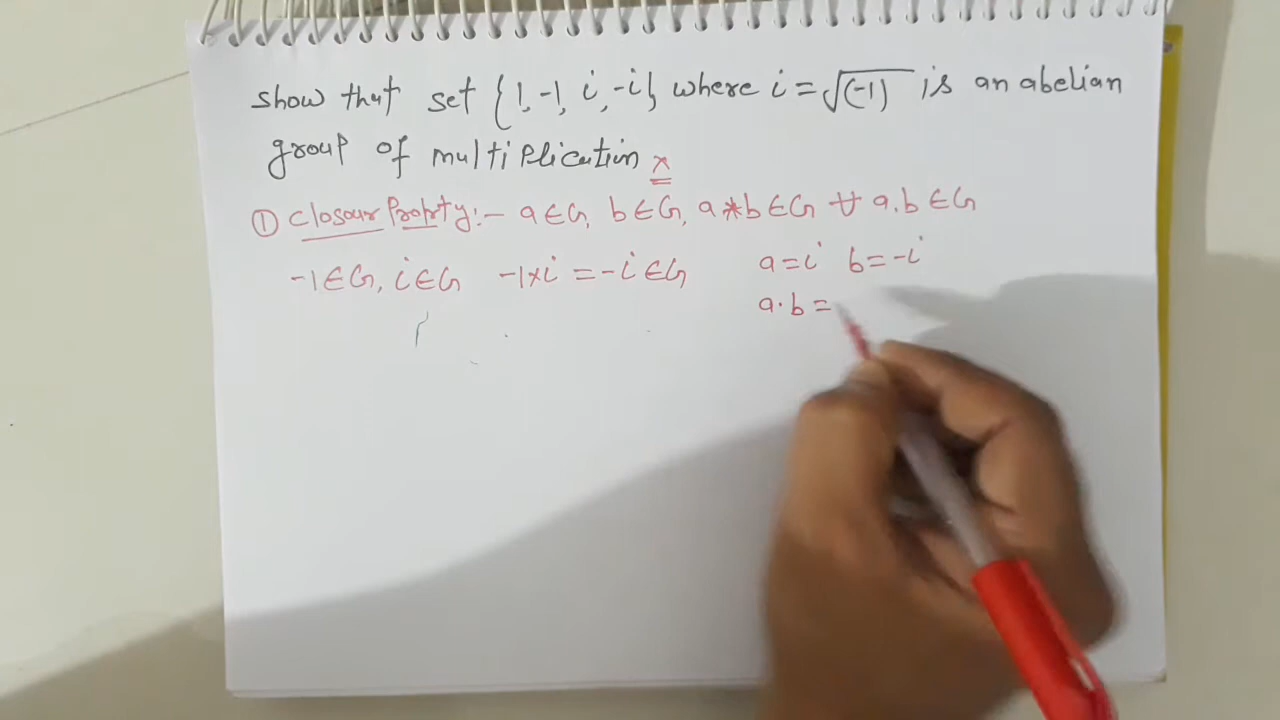 show that set {1, -1, i, -i} where i = √(-1) is an abelian
group of multiplication ×
① Closour Proprty:- a ∈ G, b ∈ G, a * b ∈ G ∀ a.b ∈ G
-1 ∈ G, i ∈ G -1×i = -i ∈ G a = i b = -i
a·b =